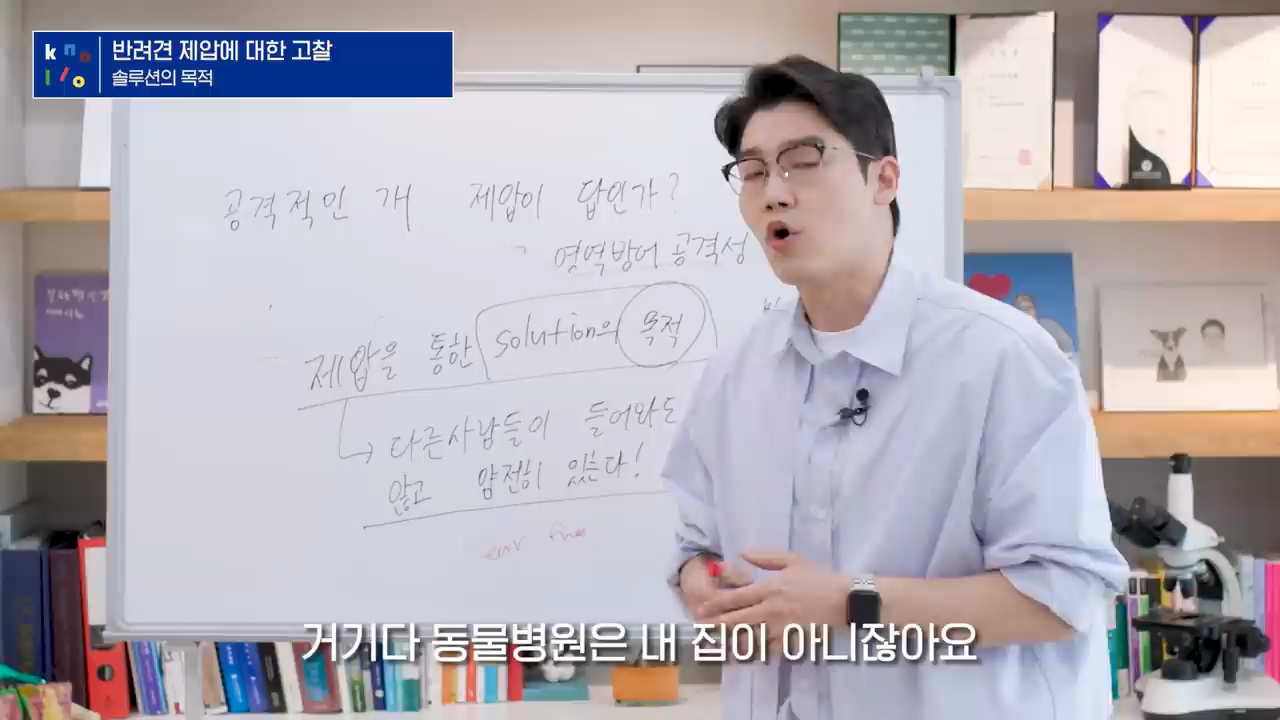 knollo
반려견 제압에 대한 고찰
솔루션의 목적
공격적인 개 제압이 답인가?
영역방어 공격성
제압을 통한 solution의 목적
다른사람들이 들어와도
않고 얌전히 있는다!
거기다 동물병원은 내 집이 아니잖아요